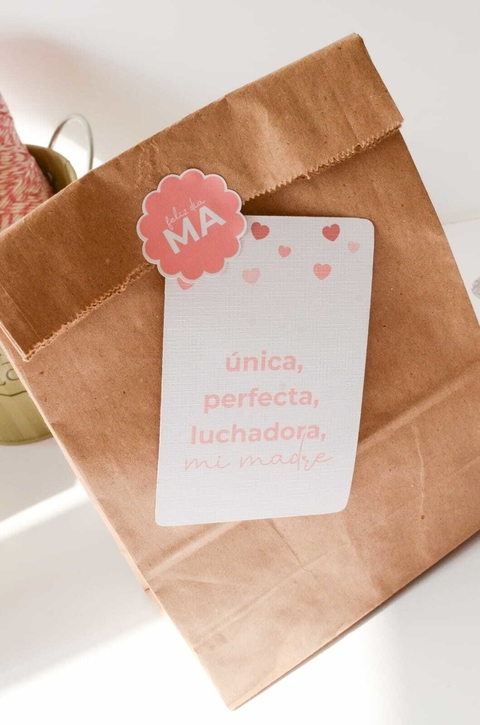 feliz día
MA
única,
perfecta,
luchadora,
mi madre